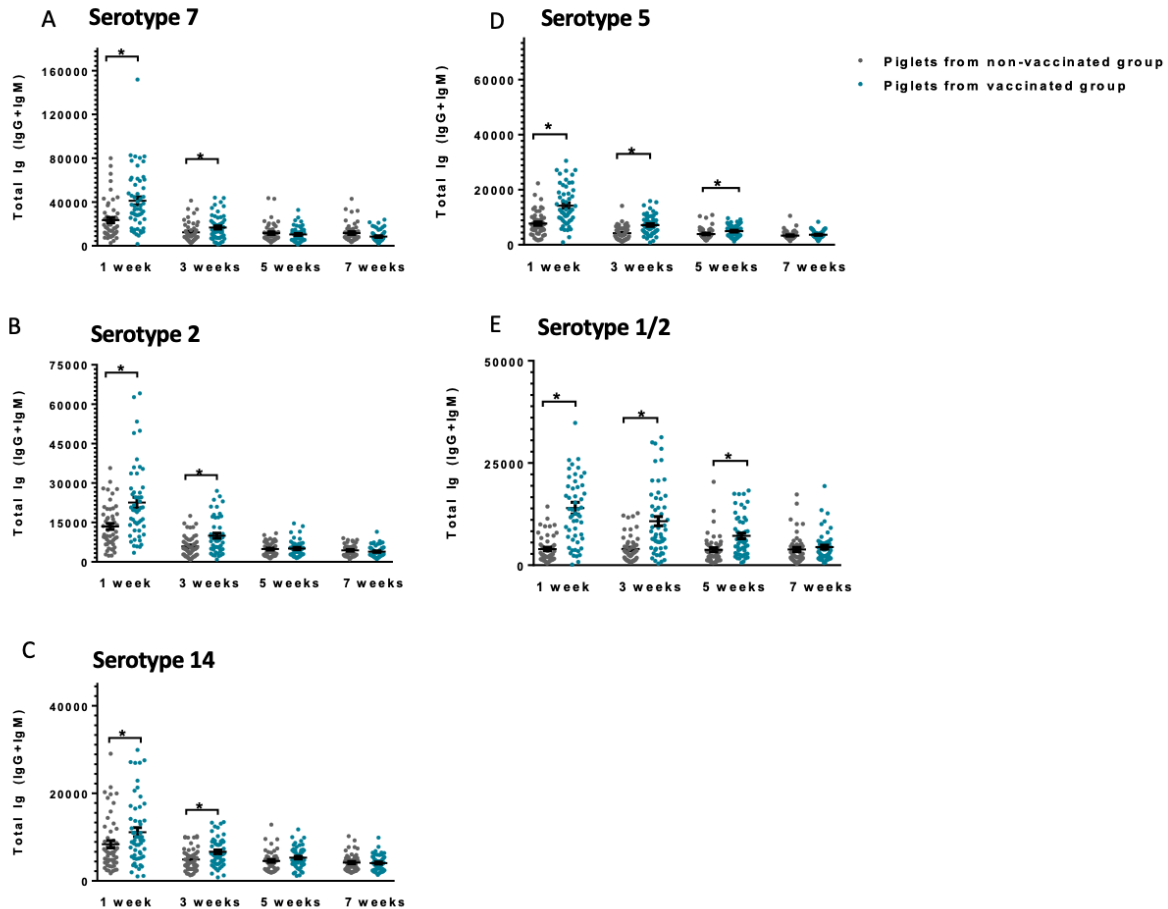 A Serotype 7
Total Ig (IgG+IgM)
160000
120000
80000
40000
0
*
*
1 week 3 weeks 5 weeks 7 weeks
D Serotype 5
Total Ig (IgG+IgM)
60000
40000
20000
0
*
*
*
1 week 3 weeks 5 weeks 7 weeks
Piglets from non-vaccinated group
Piglets from vaccinated group
B Serotype 2
Total Ig (IgG+IgM)
75000
60000
45000
30000
15000
0
*
*
1 week 3 weeks 5 weeks 7 weeks
E Serotype 1/2
Total Ig (IgG+IgM)
50000
25000
0
*
*
*
1 week 3 weeks 5 weeks 7 weeks
C Serotype 14
Total Ig (IgG+IgM)
40000
20000
0
*
*
1 week 3 weeks 5 weeks 7 weeks